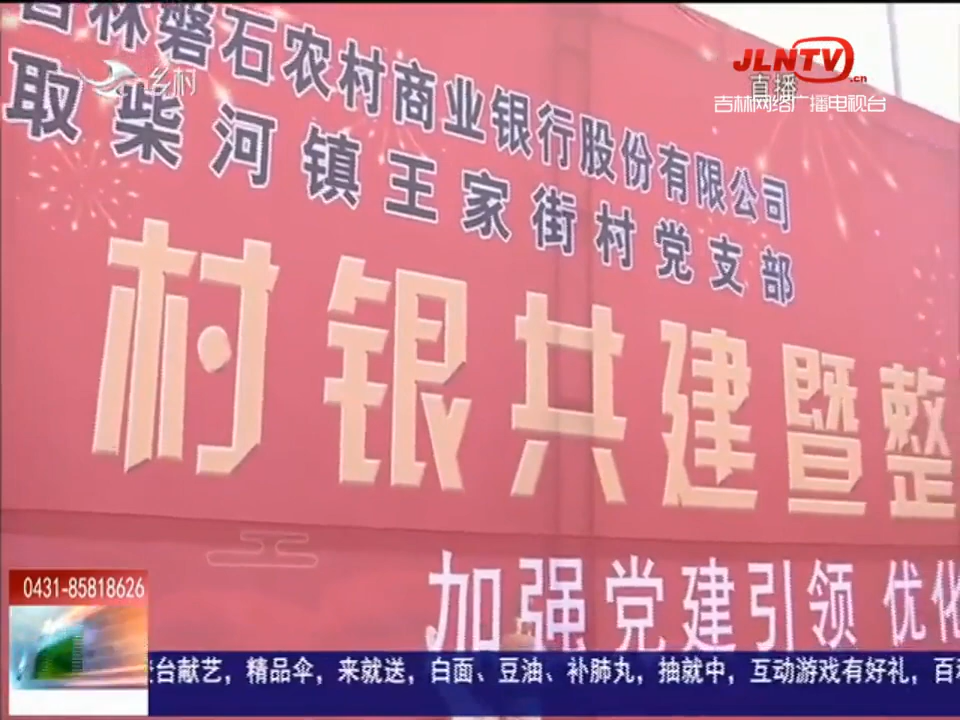 吉林磐石农村商业银行股份有限公司
取柴河镇王家街村党支部
村银共建暨整
加强党建引领 优化
乡村
JLNTV.cn
直播
吉林网络广播电视台
0431-85818626
台献艺，精品伞，来就送，白面、豆油、补肺丸，抽就中，互动游戏有好礼，百